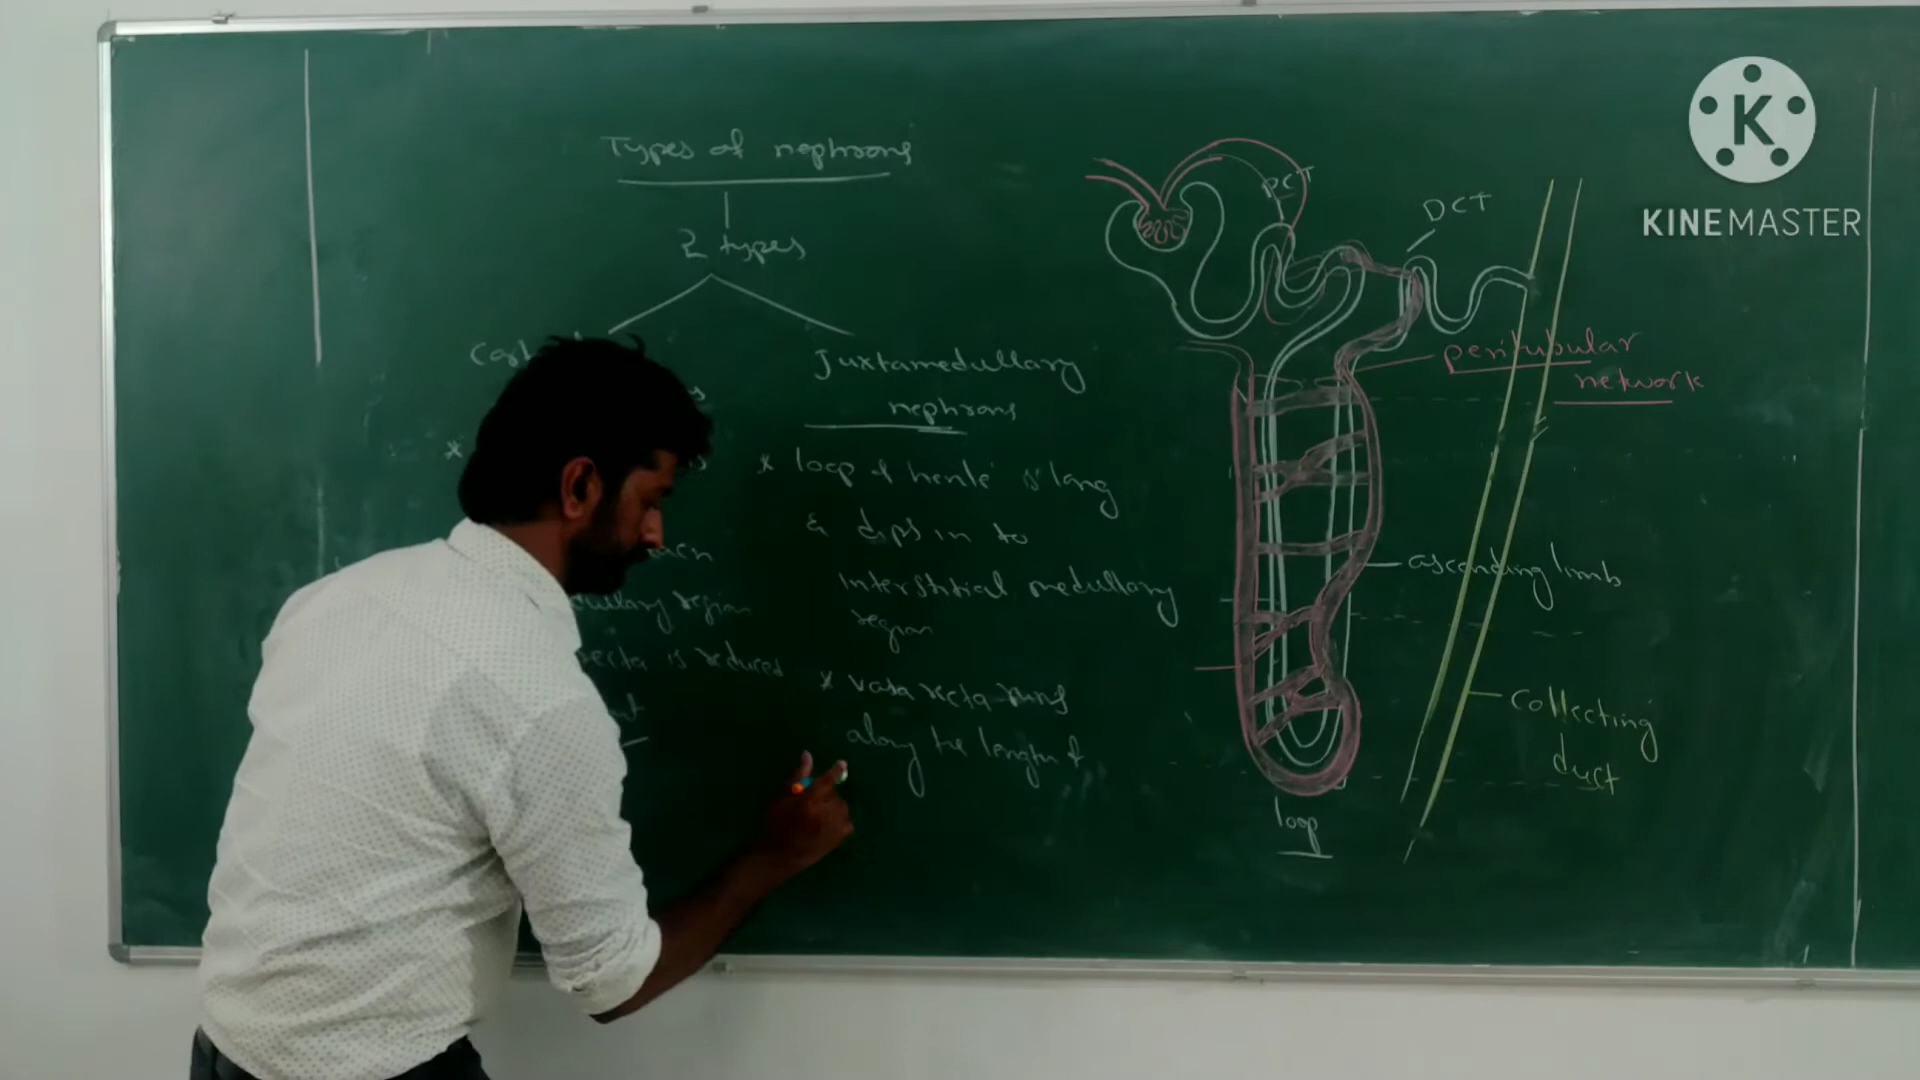 Types of nephrons
2 types
Juxtamedullary
nephrons
* loop of henle is long
& dips in to
Interstitial medullary
region
region
recta is reduced
* vasa recta runs
along the length of
PCT
DCT
peritubular
network
ascending limb
collecting
duct
loop
K
KINEMASTER